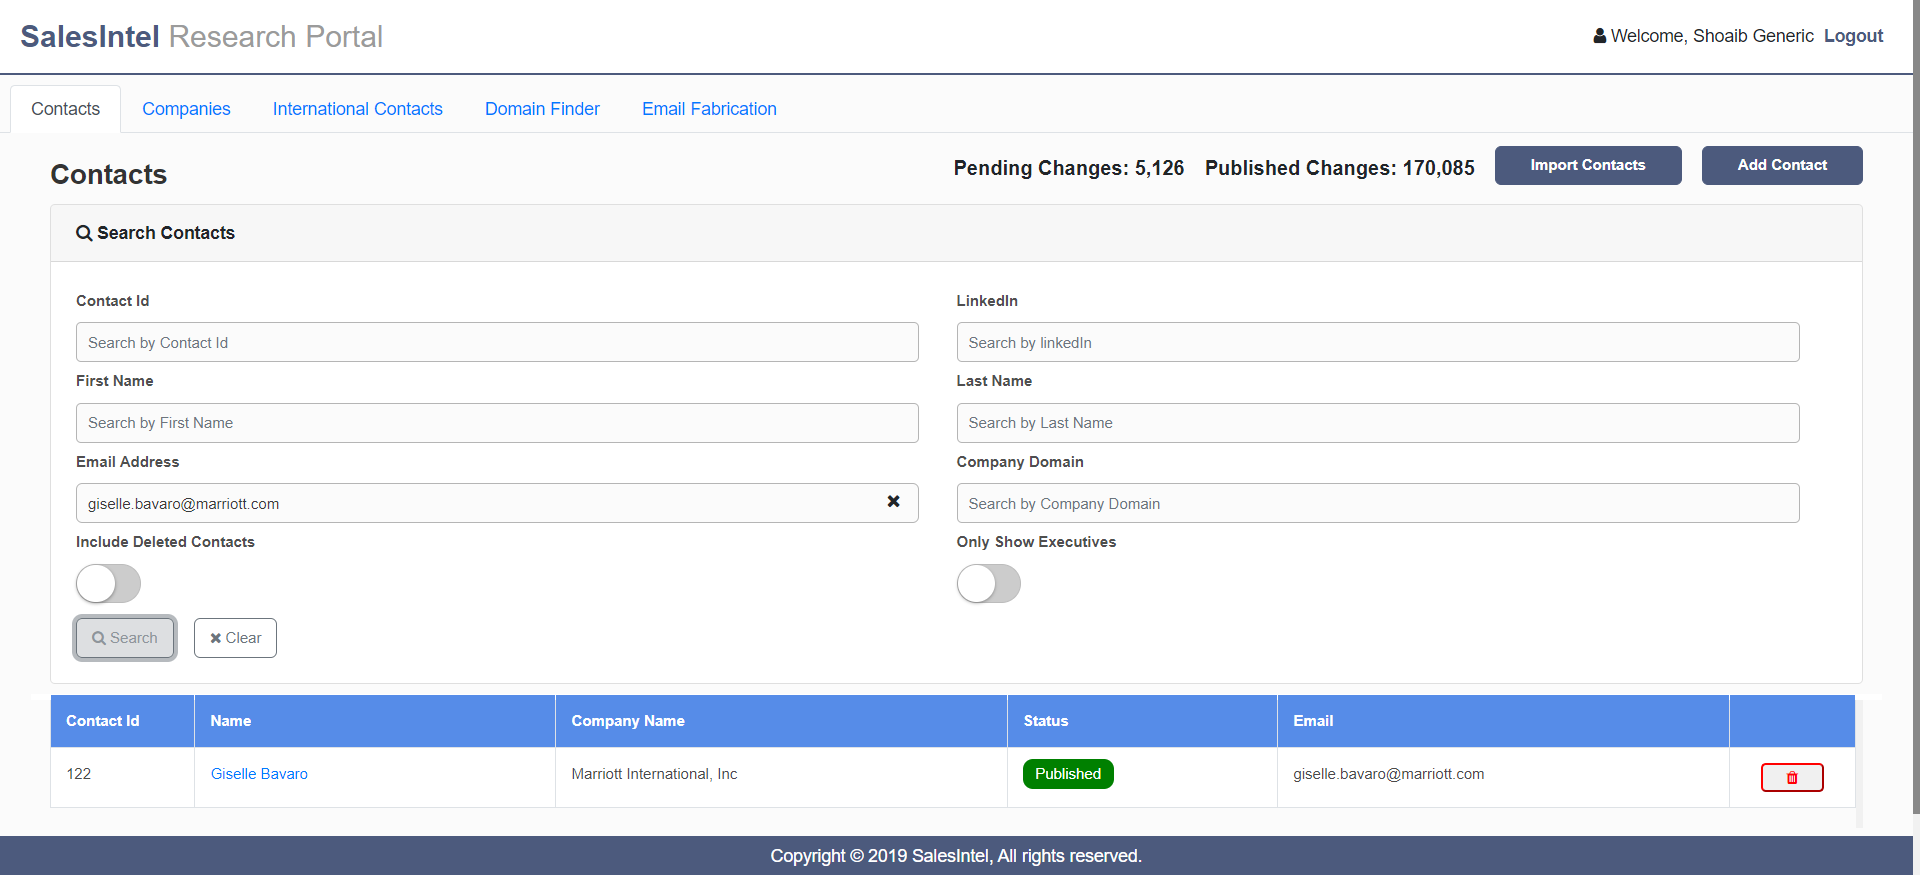 SalesIntel Research Portal
Welcome, Shoaib Generic Logout
Contacts Companies International Contacts Domain Finder Email Fabrication
Contacts
Pending Changes: 5,126 Published Changes: 170,085 Import Contacts Add Contact
Search Contacts
Contact Id LinkedIn
Search by Contact Id Search by linkedIn
First Name Last Name
Search by First Name Search by Last Name
Email Address Company Domain
giselle.bavaro@marriott.com Search by Company Domain
Include Deleted Contacts Only Show Executives
Search Clear
Contact Id Name Company Name Status Email
122 Giselle Bavaro Marriott International, Inc Published giselle.bavaro@marriott.com
Copyright © 2019 SalesIntel, All rights reserved.